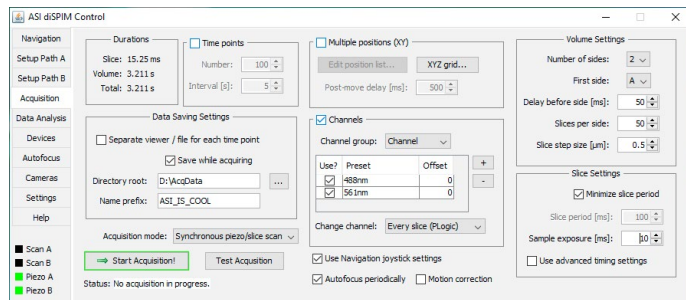 ASI diSPIM Control
Navigation
Setup Path A
Setup Path B
Acquisition
Data Analysis
Devices
Autofocus
Cameras
Settings
Help
Scan A
Scan B
Piezo A
Piezo B
Durations
Slice: 15.25 ms
Volume: 3.211 s
Total: 3.211 s
Time points
Number: 100
Interval [s]: 5
Data Saving Settings
Separate viewer / file for each time point
Save while acquiring
Directory root: D:\AcqData ...
Name prefix: ASI_IS_COOL
Acquisition mode: Synchronous piezo/slice scan
Start Acquisition! Test Acquisition
Status: No acquisition in progress.
Multiple positions (XY)
Edit position list... XYZ grid...
Post-move delay [ms]: 500
Channels
Channel group: Channel
Use? Preset Offset +
488nm 0 -
561nm 0
Change channel: Every slice (PLogic)
Use Navigation joystick settings
Autofocus periodically Motion correction
Volume Settings
Number of sides: 2
First side: A
Delay before side [ms]: 50
Slices per side: 50
Slice step size [µm]: 0.5
Slice Settings
Minimize slice period
Slice period [ms]: 100
Sample exposure [ms]: 10
Use advanced timing settings